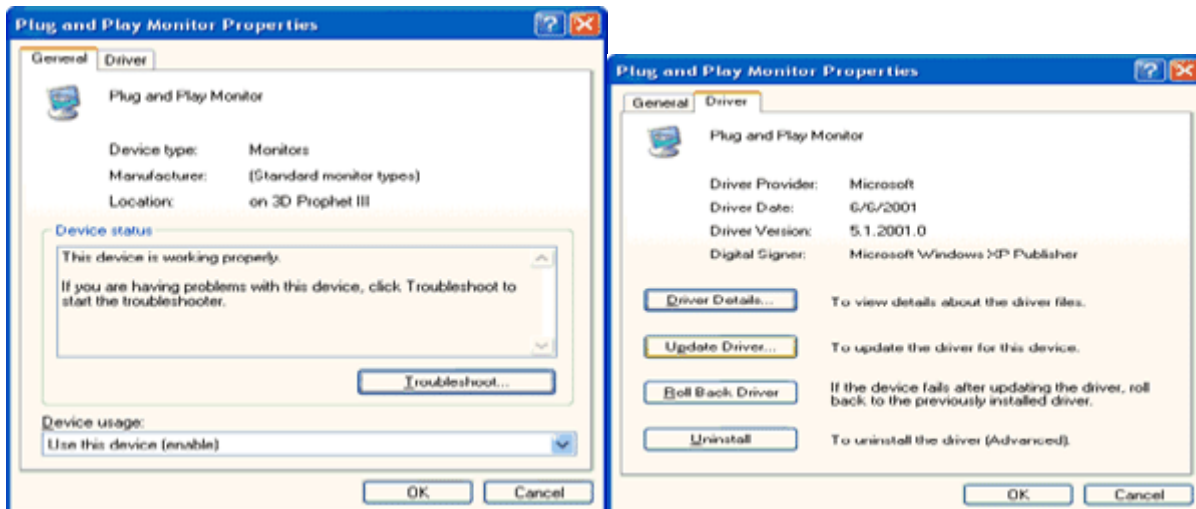 Plug and Play Monitor Properties
General Driver
Plug and Play Monitor
Device type: Monitors
Manufacturer: (Standard monitor types)
Location: on 3D Prophet III
Device status
This device is working properly.
If you are having problems with this device, click Troubleshoot to
start the troubleshooter.
Troubleshoot...
Device usage:
Use this device (enable)
OK Cancel
Plug and Play Monitor Properties
General Driver
Plug and Play Monitor
Driver Provider: Microsoft
Driver Date: 6/6/2001
Driver Version: 5.1.2001.0
Digital Signer: Microsoft Windows XP Publisher
Driver Details... To view details about the driver files.
Update Driver... To update the driver for this device.
Roll Back Driver If the device fails after updating the driver, roll
back to the previously installed driver.
Uninstall To uninstall the driver (Advanced).
OK Cancel